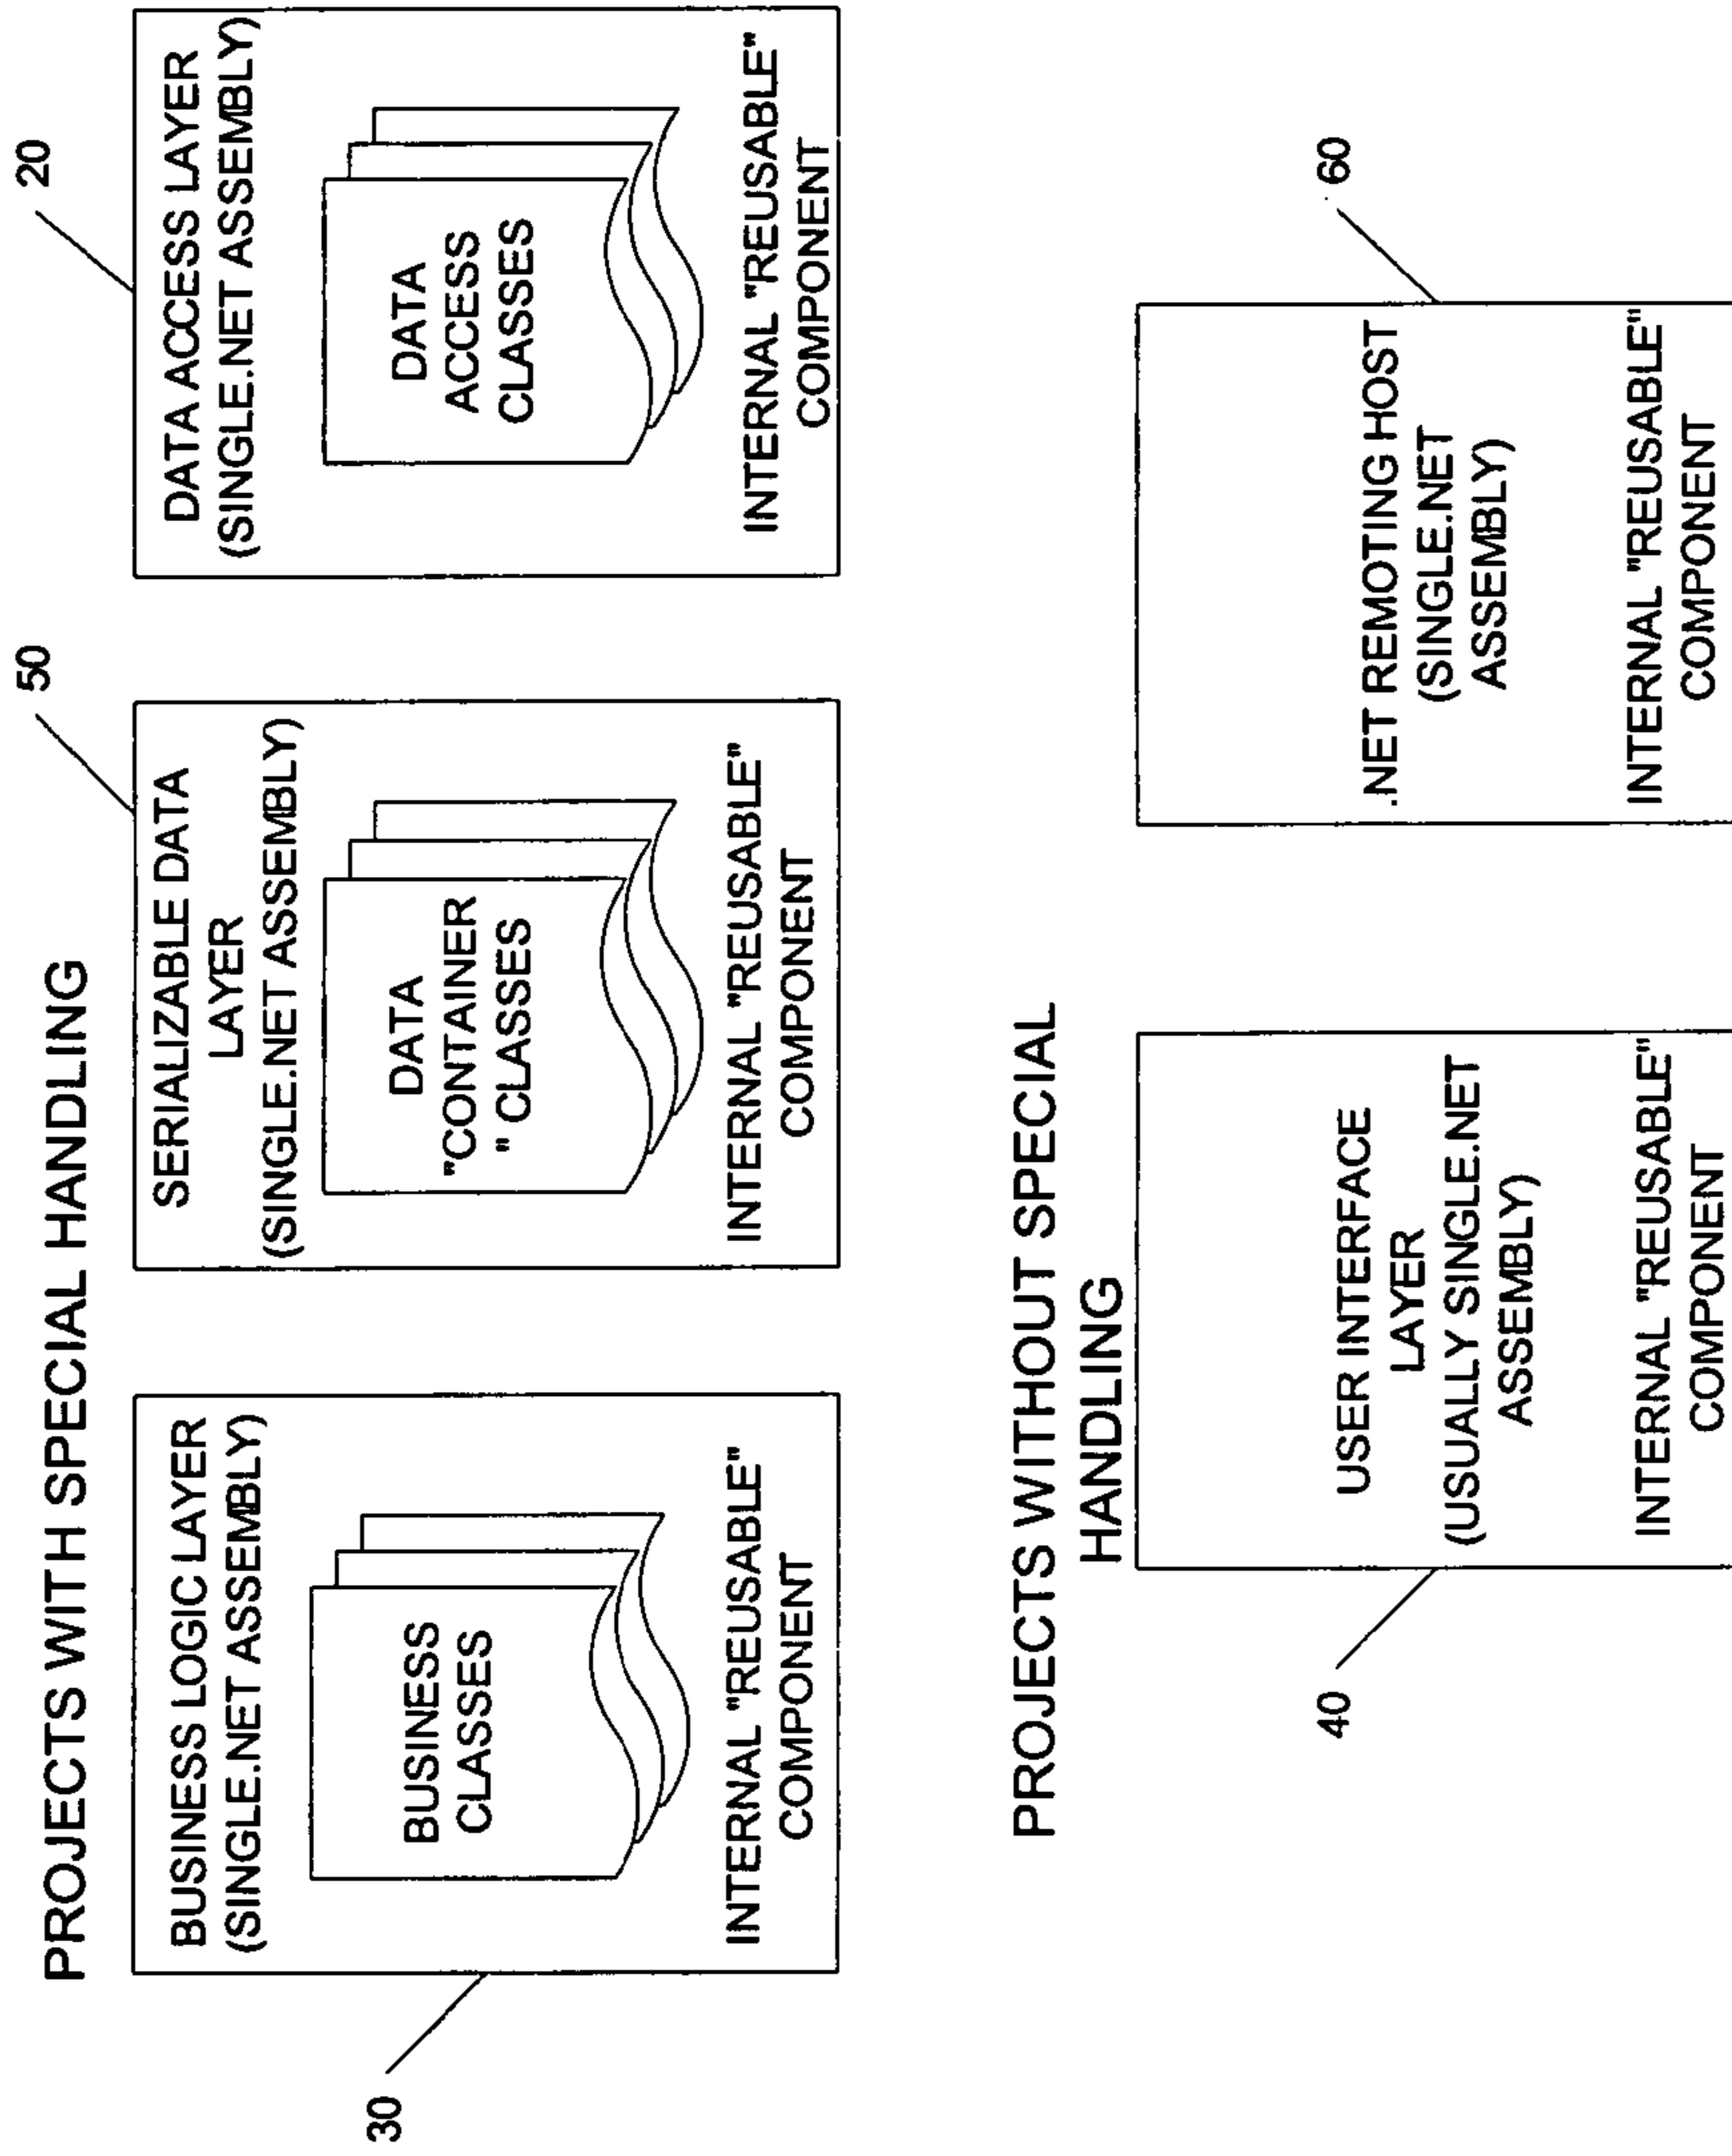 PROJECTS WITH SPECIAL HANDLING
30
BUSINESS LOGIC LAYER
(SINGLE.NET ASSEMBLY)
BUSINESS
CLASSES
INTERNAL "REUSABLE"
COMPONENT
50
SERIALIZABLE DATA
LAYER
(SINGLE.NET ASSEMBLY)
DATA
"CONTAINER
" CLASSES
INTERNAL "REUSABLE"
COMPONENT
20
DATA ACCESS LAYER
(SINGLE.NET ASSEMBLY)
DATA
ACCESS
CLASSES
INTERNAL "REUSABLE"
COMPONENT
PROJECTS WITHOUT SPECIAL
HANDLING
40
USER INTERFACE
LAYER
(USUALLY SINGLE.NET
ASSEMBLY)
INTERNAL "REUSABLE"
COMPONENT
60
.NET REMOTING HOST
(SINGLE.NET
ASSEMBLY)
INTERNAL "REUSABLE"
COMPONENT